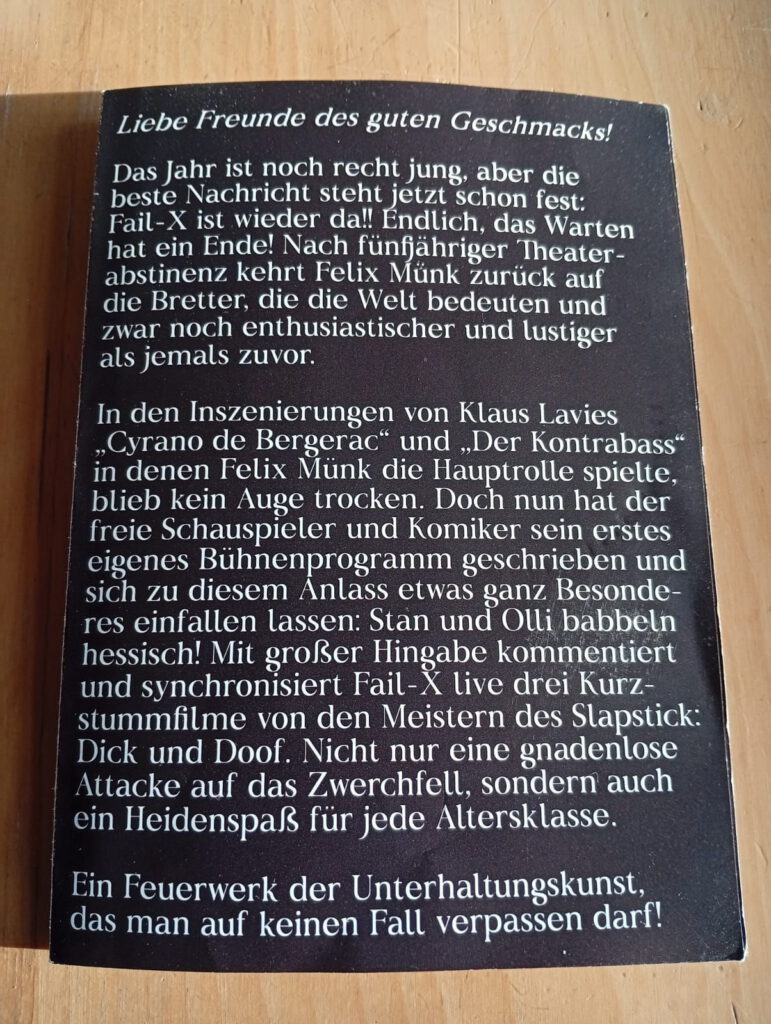 Liebe Freunde des guten Geschmacks!
Das Jahr ist noch recht jung, aber die
beste Nachricht steht jetzt schon fest:
Fail-X ist wieder da!! Endlich, das Warten
hat ein Ende! Nach fünfjähriger Theater-
abstinenz kehrt Felix Münk zurück auf
die Bretter, die die Welt bedeuten und
zwar noch enthusiastischer und lustiger
als jemals zuvor.
In den Inszenierungen von Klaus Lavies
„Cyrano de Bergerac“ und „Der Kontrabass“
in denen Felix Münk die Hauptrolle spielte,
blieb kein Auge trocken. Doch nun hat der
freie Schauspieler und Komiker sein erstes
eigenes Bühnenprogramm geschrieben und
sich zu diesem Anlass etwas ganz Besonde-
res einfallen lassen: Stan und Olli babbeln
hessisch! Mit großer Hingabe kommentiert
und synchronisiert Fail-X live drei Kurz-
stummfilme von den Meistern des Slapstick:
Dick und Doof. Nicht nur eine gnadenlose
Attacke auf das Zwerchfell, sondern auch
ein Heidenspaß für jede Altersklasse.
Ein Feuerwerk der Unterhaltungskunst,
das man auf keinen Fall verpassen darf!